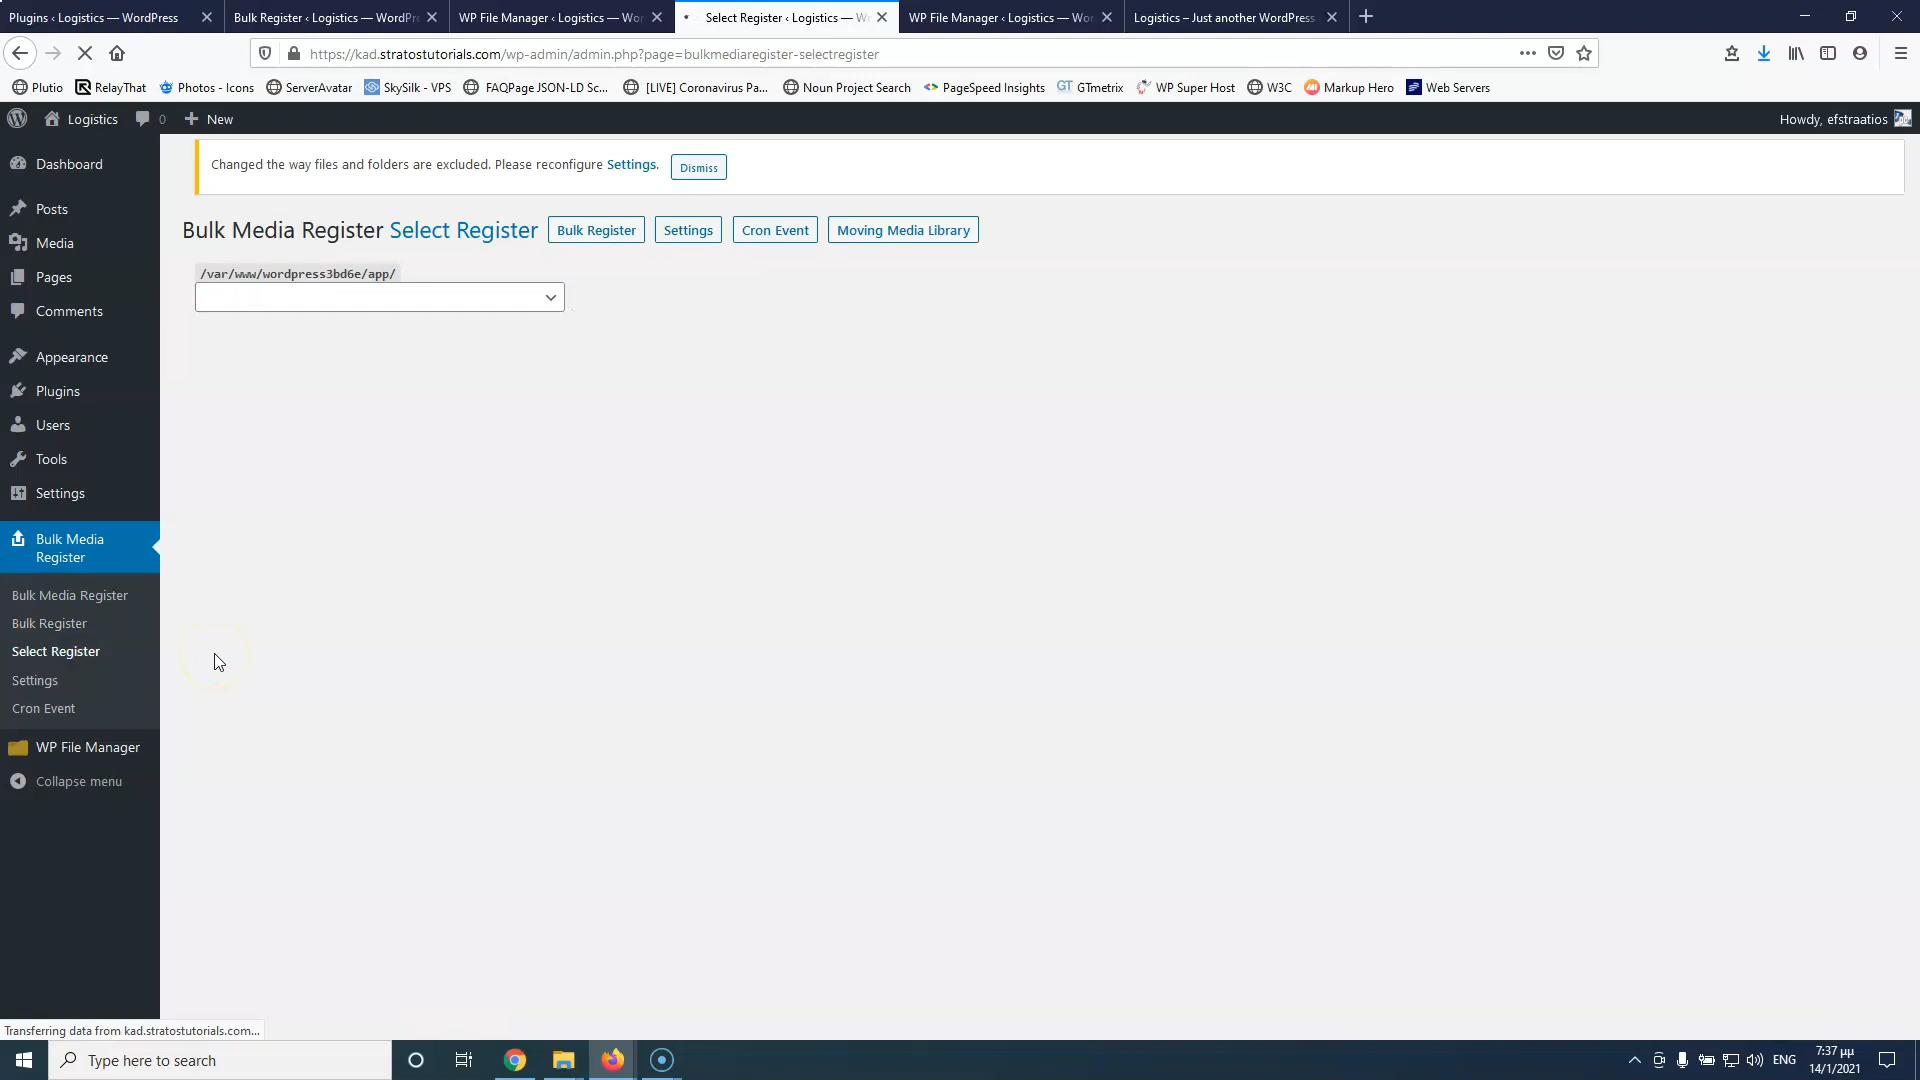 Plugins ‹ Logistics — WordPress
Bulk Register ‹ Logistics — WordPr
WP File Manager ‹ Logistics — Wor
Select Register ‹ Logistics — W
WP File Manager ‹ Logistics — Wor
Logistics – Just another WordPress
https://kad.stratostutorials.com/wp-admin/admin.php?page=bulkmediaregister-selectregister
Plutio
RelayThat
Photos - Icons
ServerAvatar
SkySilk - VPS
FAQPage JSON-LD Sc...
[LIVE] Coronavirus Pa...
Noun Project Search
PageSpeed Insights
GTmetrix
WP Super Host
W3C
Markup Hero
Web Servers
Logistics
0
New
Howdy, efstraatios
Dashboard
Posts
Media
Pages
Comments
Appearance
Plugins
Users
Tools
Settings
Bulk Media
Register
Bulk Media Register
Bulk Register
Select Register
Settings
Cron Event
WP File Manager
Collapse menu
Changed the way files and folders are excluded. Please reconfigure Settings.
Dismiss
Bulk Media Register Select Register
Bulk Register
Settings
Cron Event
Moving Media Library
/var/www/wordpress3bd6e/app/
Transferring data from kad.stratostutorials.com...
Type here to search
ENG
7:37 μμ
14/1/2021